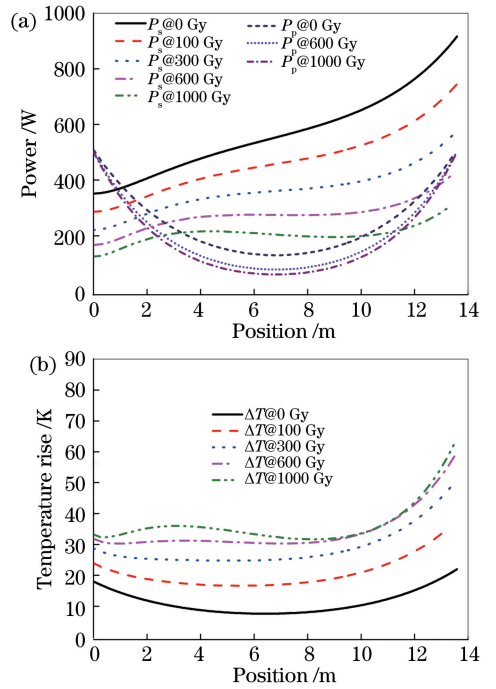 (a)
P_s@0 Gy
P_s@100 Gy
P_s@300 Gy
P_s@600 Gy
P_s@1000 Gy
P_p@0 Gy
P_p@600 Gy
P_p@1000 Gy
Power /W
1000
800
600
400
200
0
0 2 4 6 8 10 12 14
Position /m
(b)
ΔT@0 Gy
ΔT@100 Gy
ΔT@300 Gy
ΔT@600 Gy
ΔT@1000 Gy
Temperature rise /K
90
80
70
60
50
40
30
20
10
0
0 2 4 6 8 10 12 14
Position /m